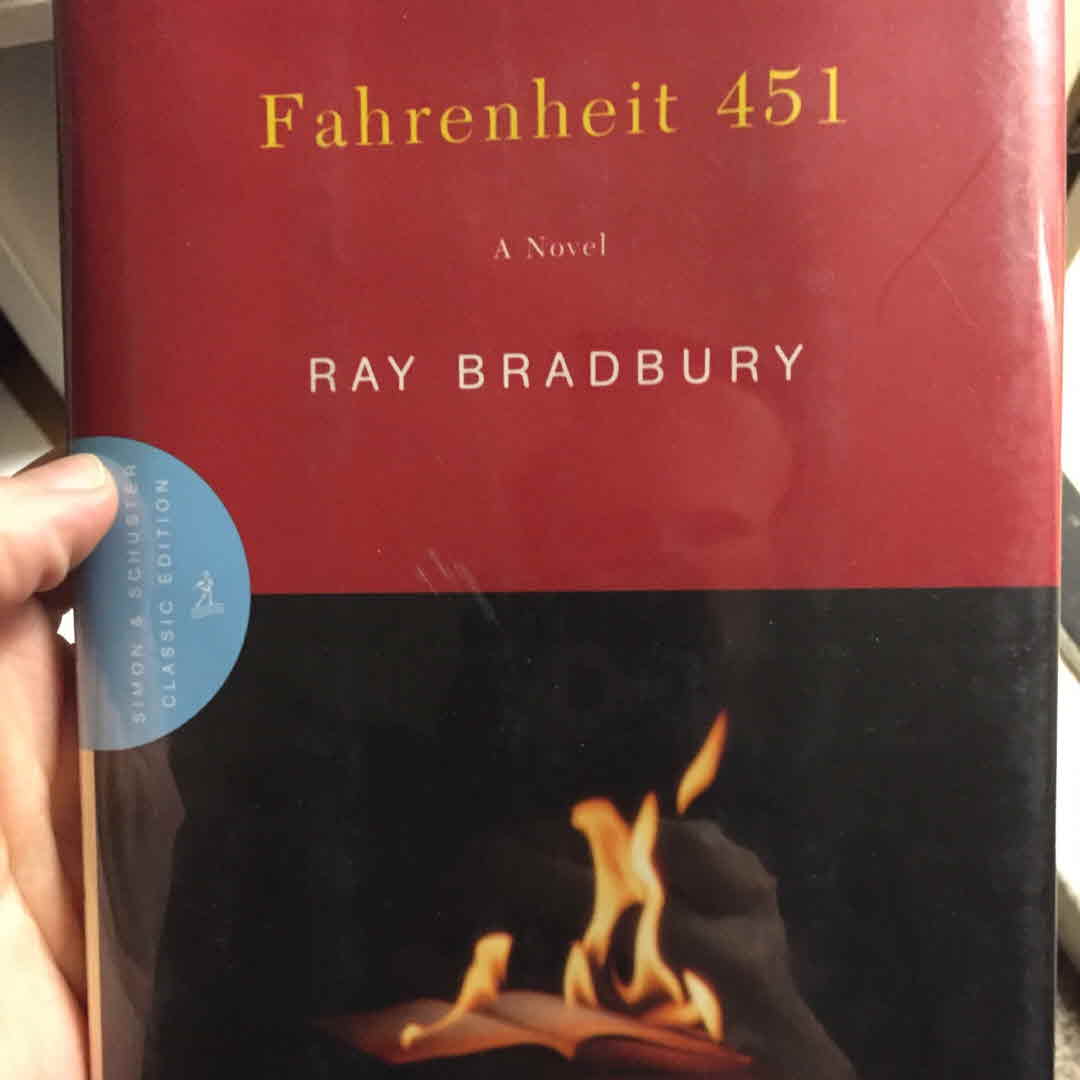 Fahrenheit 451
A Novel
RAY BRADBURY
SIMON & SCHUSTER
CLASSIC EDITION